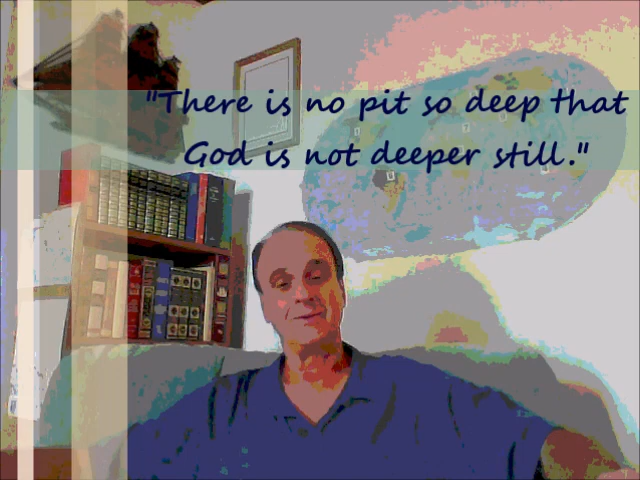 "There is no pit so deep that
God is not deeper still."